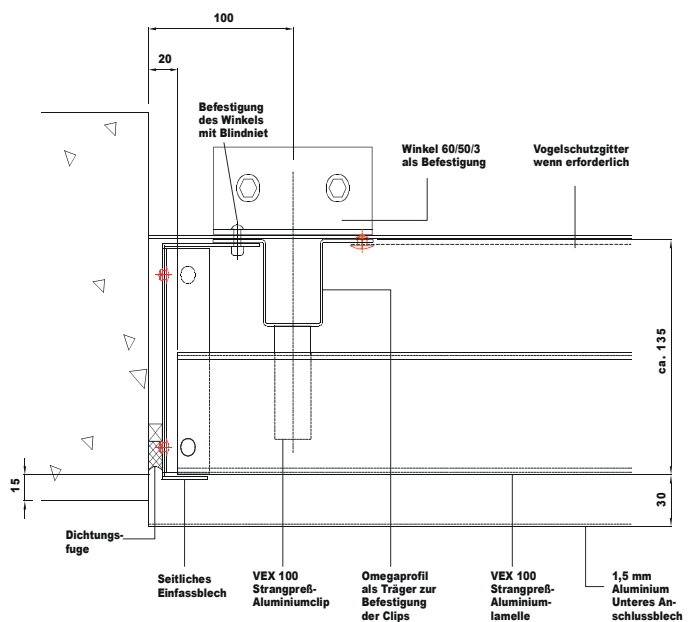 100
20
Befestigung
des Winkels
mit Blindniet
Winkel 60/50/3
als Befestigung
Vogelschutzgitter
wenn erforderlich
ca. 135
15
30
Dichtungs-
fuge
Seitliches
Einfassblech
VEX 100
Strangpreß-
Aluminiumclip
Omegaprofil
als Träger zur
Befestigung
der Clips
VEX 100
Strangpreß-
Aluminium-
lamelle
1,5 mm
Aluminium
Unteres An-
schlussblech